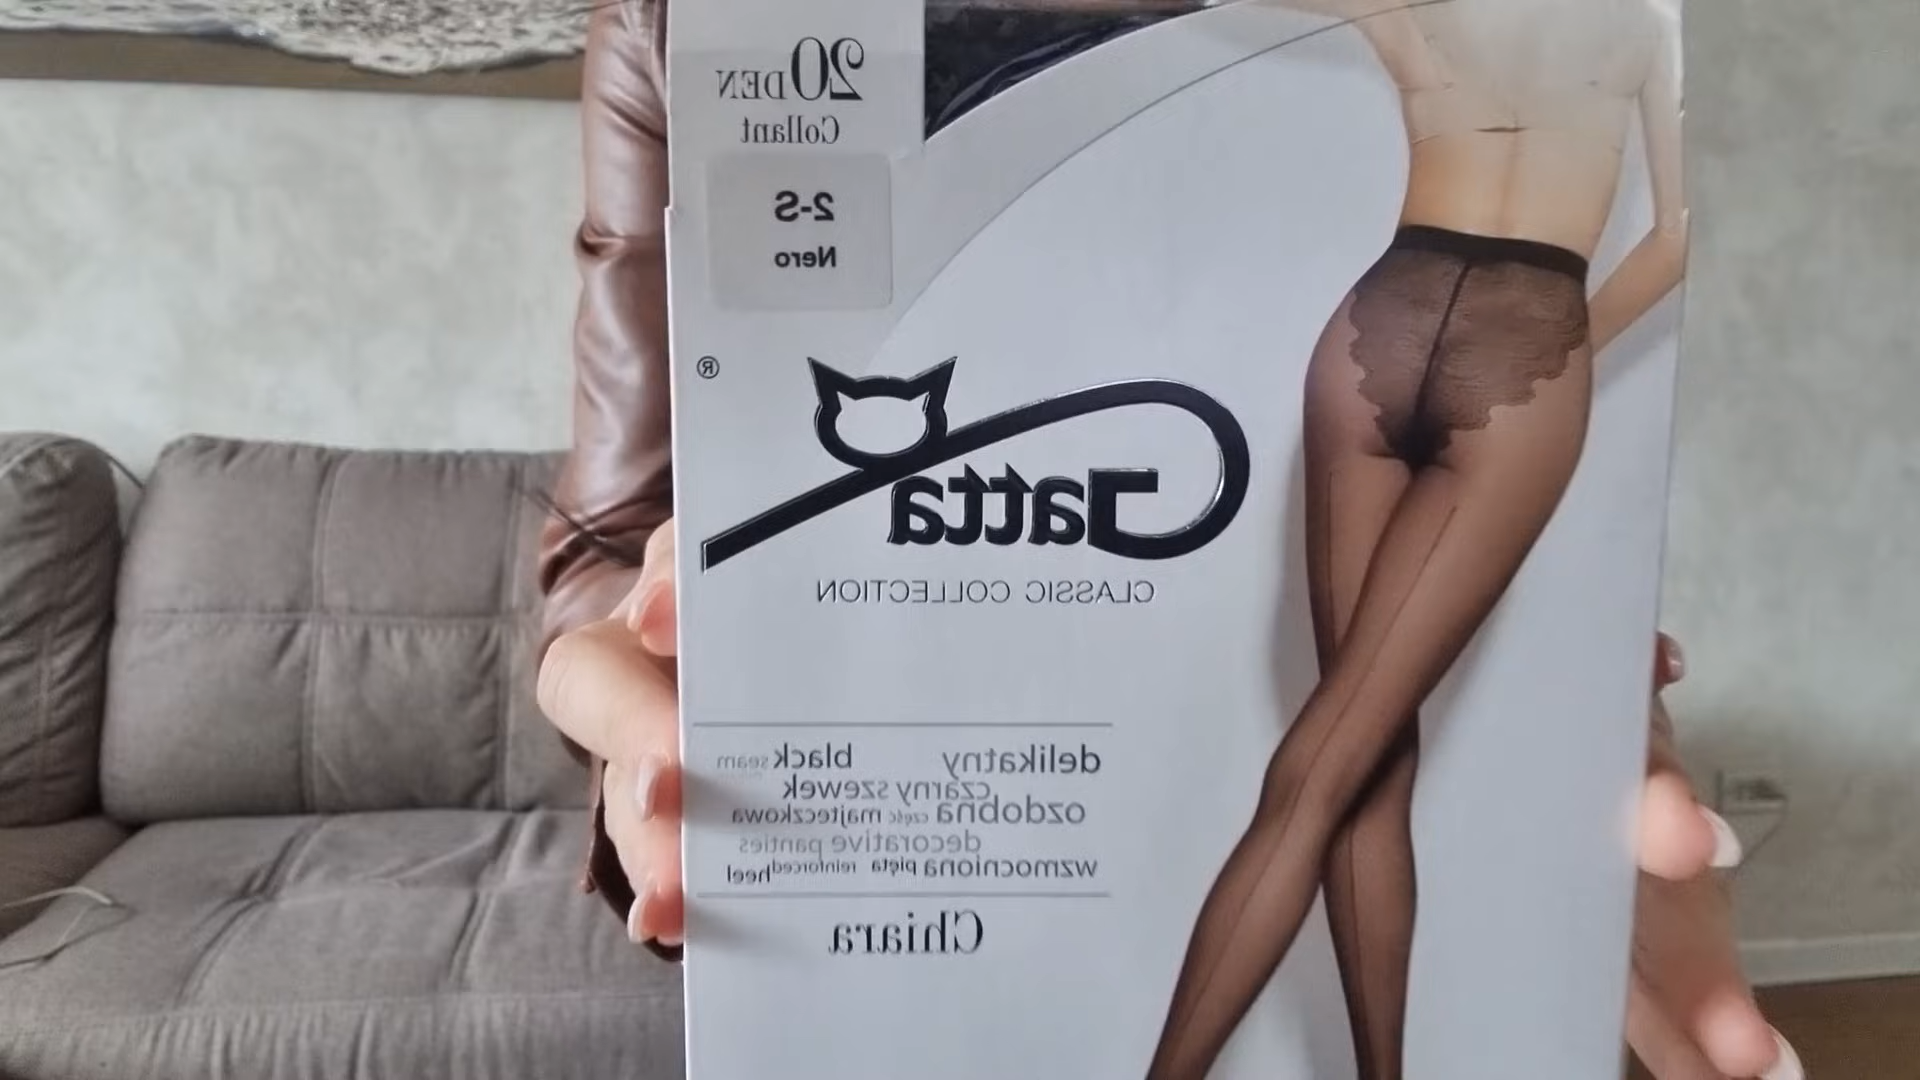 20 DEN
Collant
2-S
Nero
®
Gatta
CLASSIC COLLECTION
delikatny black seam
czarny szewek
ozdobna część majteczkowa
decorative panties
wzmocniona pięta reinforced heel
Chiara